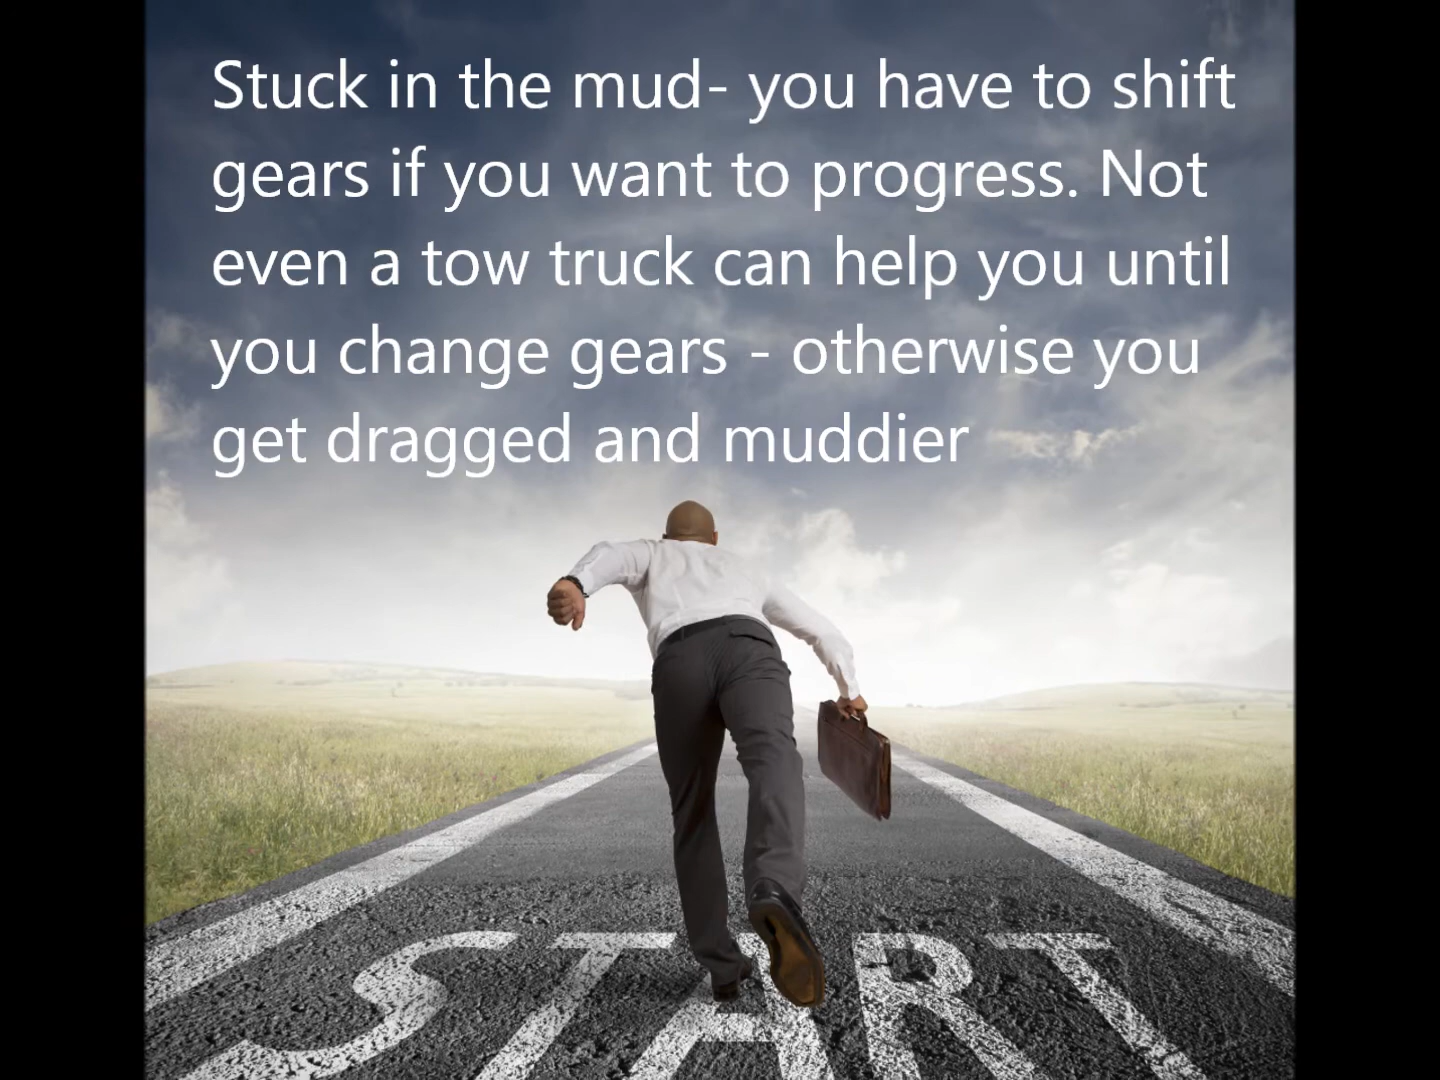 Stuck in the mud- you have to shift
gears if you want to progress. Not
even a tow truck can help you until
you change gears - otherwise you
get dragged and muddier
START